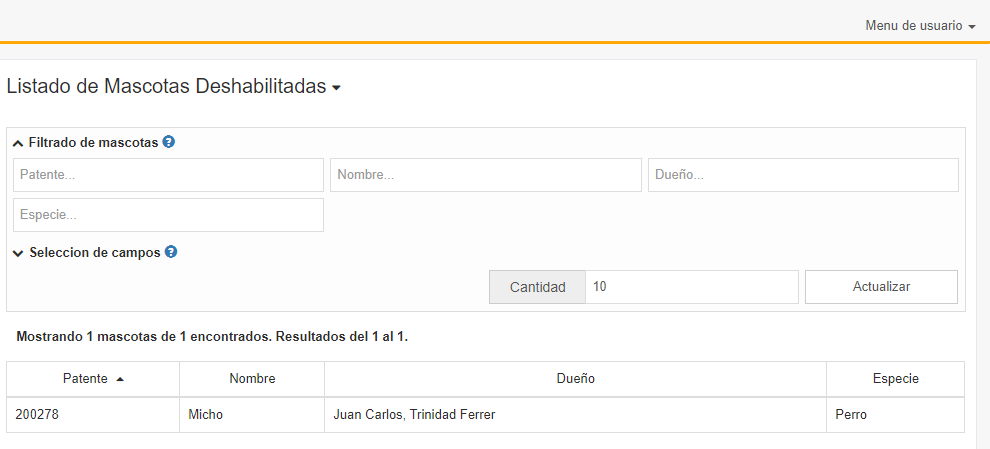 Menu de usuario
Listado de Mascotas Deshabilitadas
Filtrado de mascotas
Patente... Nombre... Dueño...
Especie...
Seleccion de campos
Cantidad 10 Actualizar
Mostrando 1 mascotas de 1 encontrados. Resultados del 1 al 1.
Patente Nombre Dueño Especie
200278 Micho Juan Carlos, Trinidad Ferrer Perro